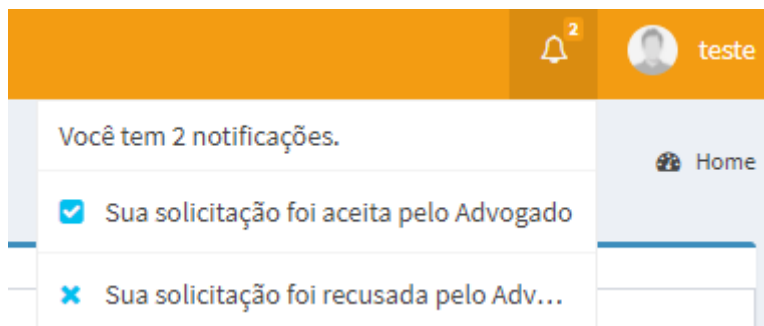 2
teste
Você tem 2 notificações.
Home
Sua solicitação foi aceita pelo Advogado
Sua solicitação foi recusada pelo Adv...